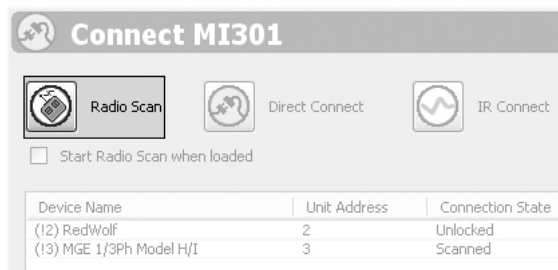 Connect MI301
Radio Scan Direct Connect IR Connect
Start Radio Scan when loaded
Device Name Unit Address Connection State
(!2) RedWolf 2 Unlocked
(!3) MGE 1/3Ph Model H/I 3 Scanned